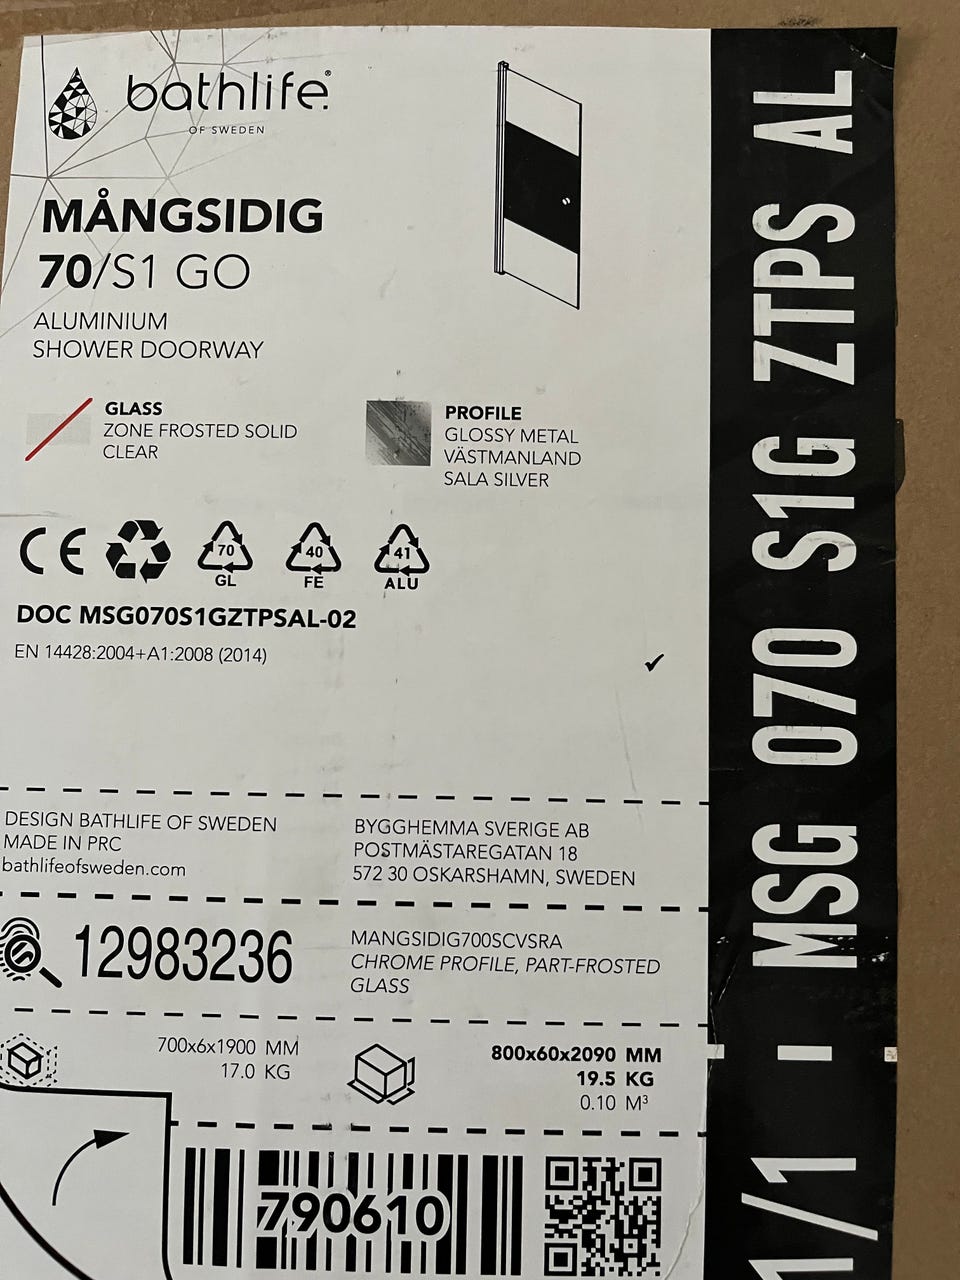 bathlife®
OF SWEDEN
MÅNGSIDIG
70/S1 GO
ALUMINIUM
SHOWER DOORWAY
GLASS
ZONE FROSTED SOLID
CLEAR
PROFILE
GLOSSY METAL
VÄSTMANLAND
SALA SILVER
CE
70
GL
40
FE
41
ALU
DOC MSG070S1GZTPSAL-02
EN 14428:2004+A1:2008 (2014)
DESIGN BATHLIFE OF SWEDEN
MADE IN PRC
bathlifeofsweden.com
BYGGHEMMA SVERIGE AB
POSTMÄSTAREGATAN 18
572 30 OSKARSHAMN, SWEDEN
12983236
MANGSIDIG700SCVSRA
CHROME PROFILE, PART-FROSTED
GLASS
700x6x1900 MM
17.0 KG
800x60x2090 MM
19.5 KG
0.10 M³
790610
1/1 - MSG 070 S1G ZTPS AL